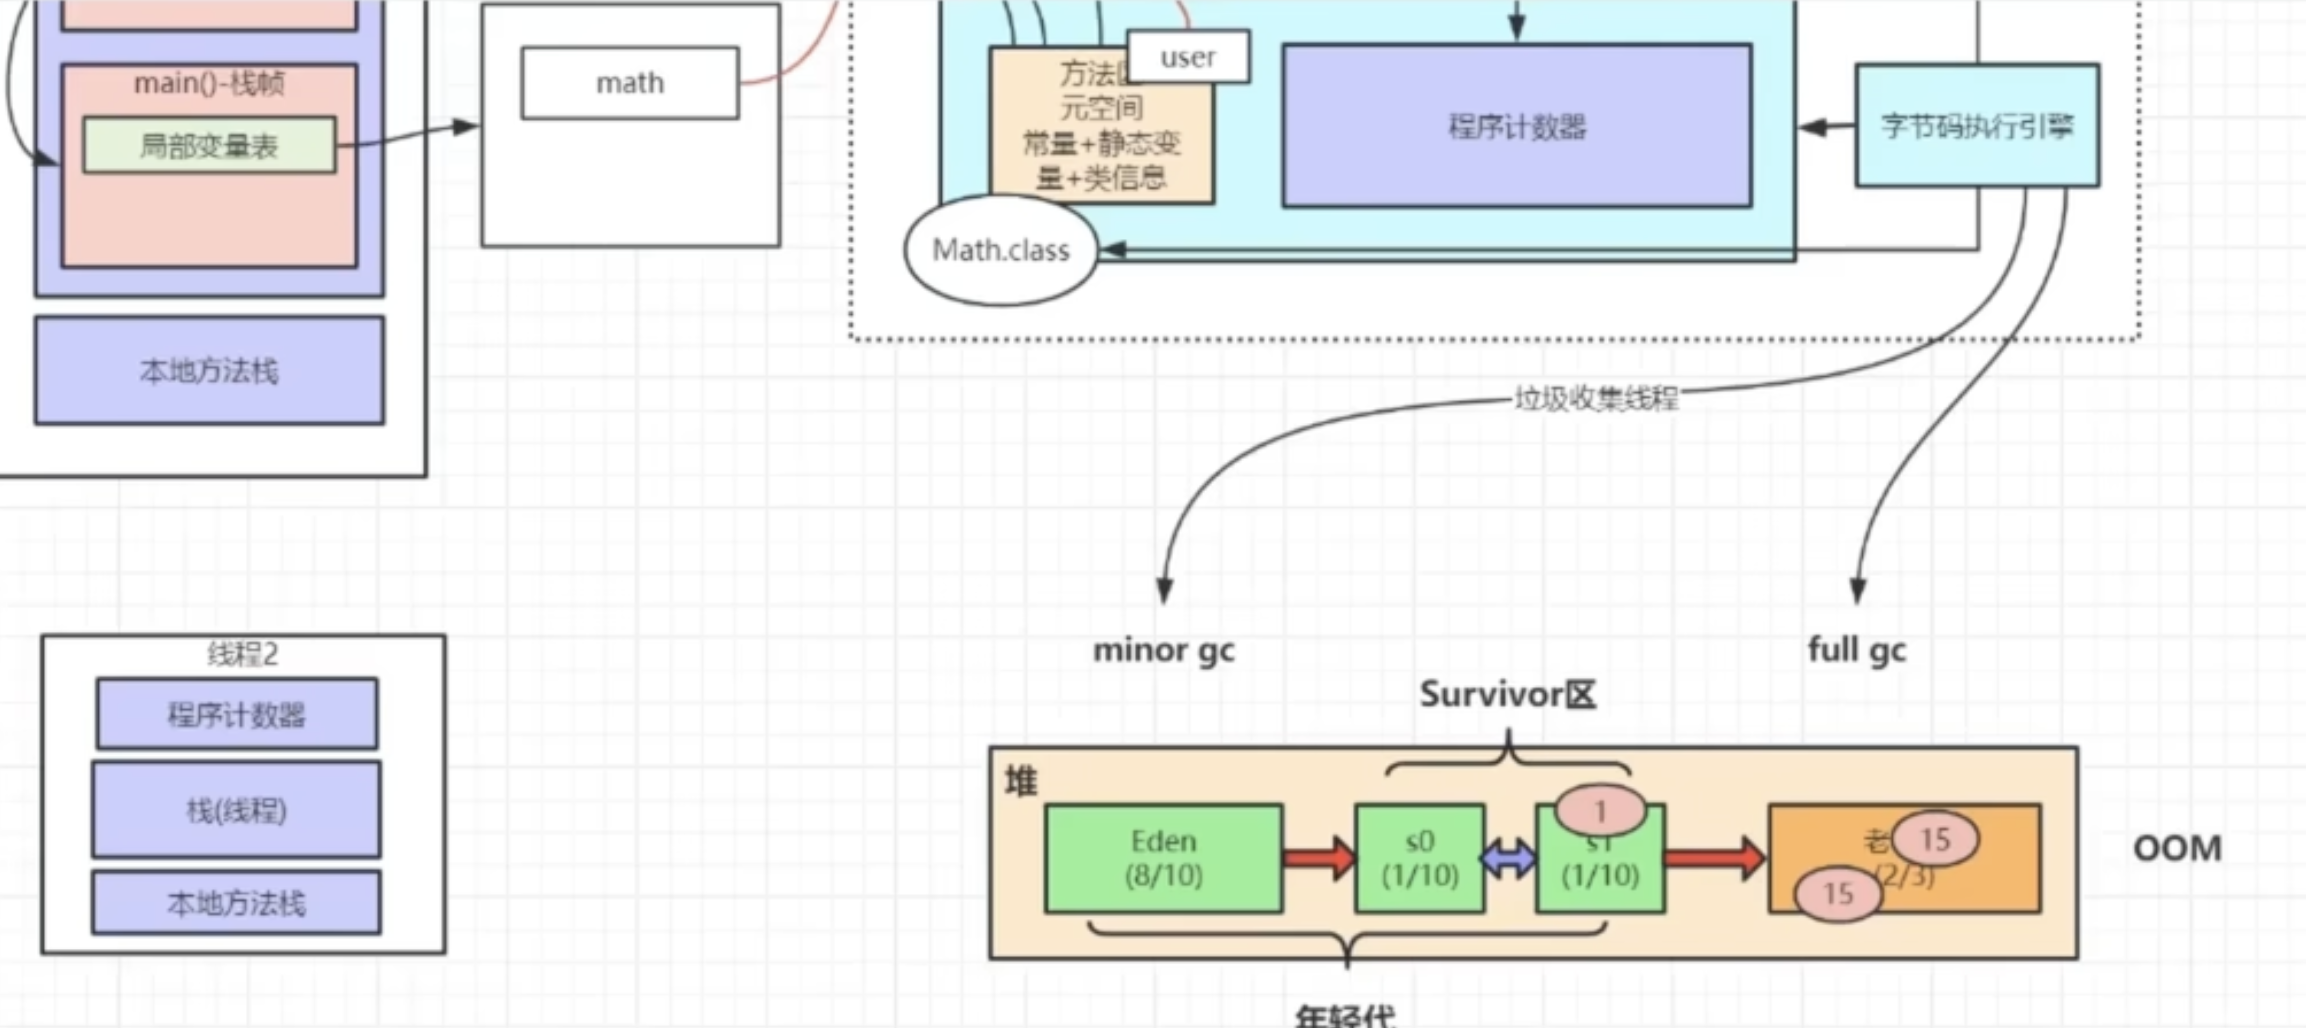 main()-栈帧
局部变量表
本地方法栈
math
user
方法
元空间
常量+静态变
量+类信息
程序计数器
字节码执行引擎
Math.class
垃圾收集线程
minor gc
full gc
线程2
程序计数器
栈(线程)
本地方法栈
Survivor区
堆
Eden
(8/10)
s0
(1/10)
1
s1
(1/10)
老
15
(2/3)
15
OOM
年轻代